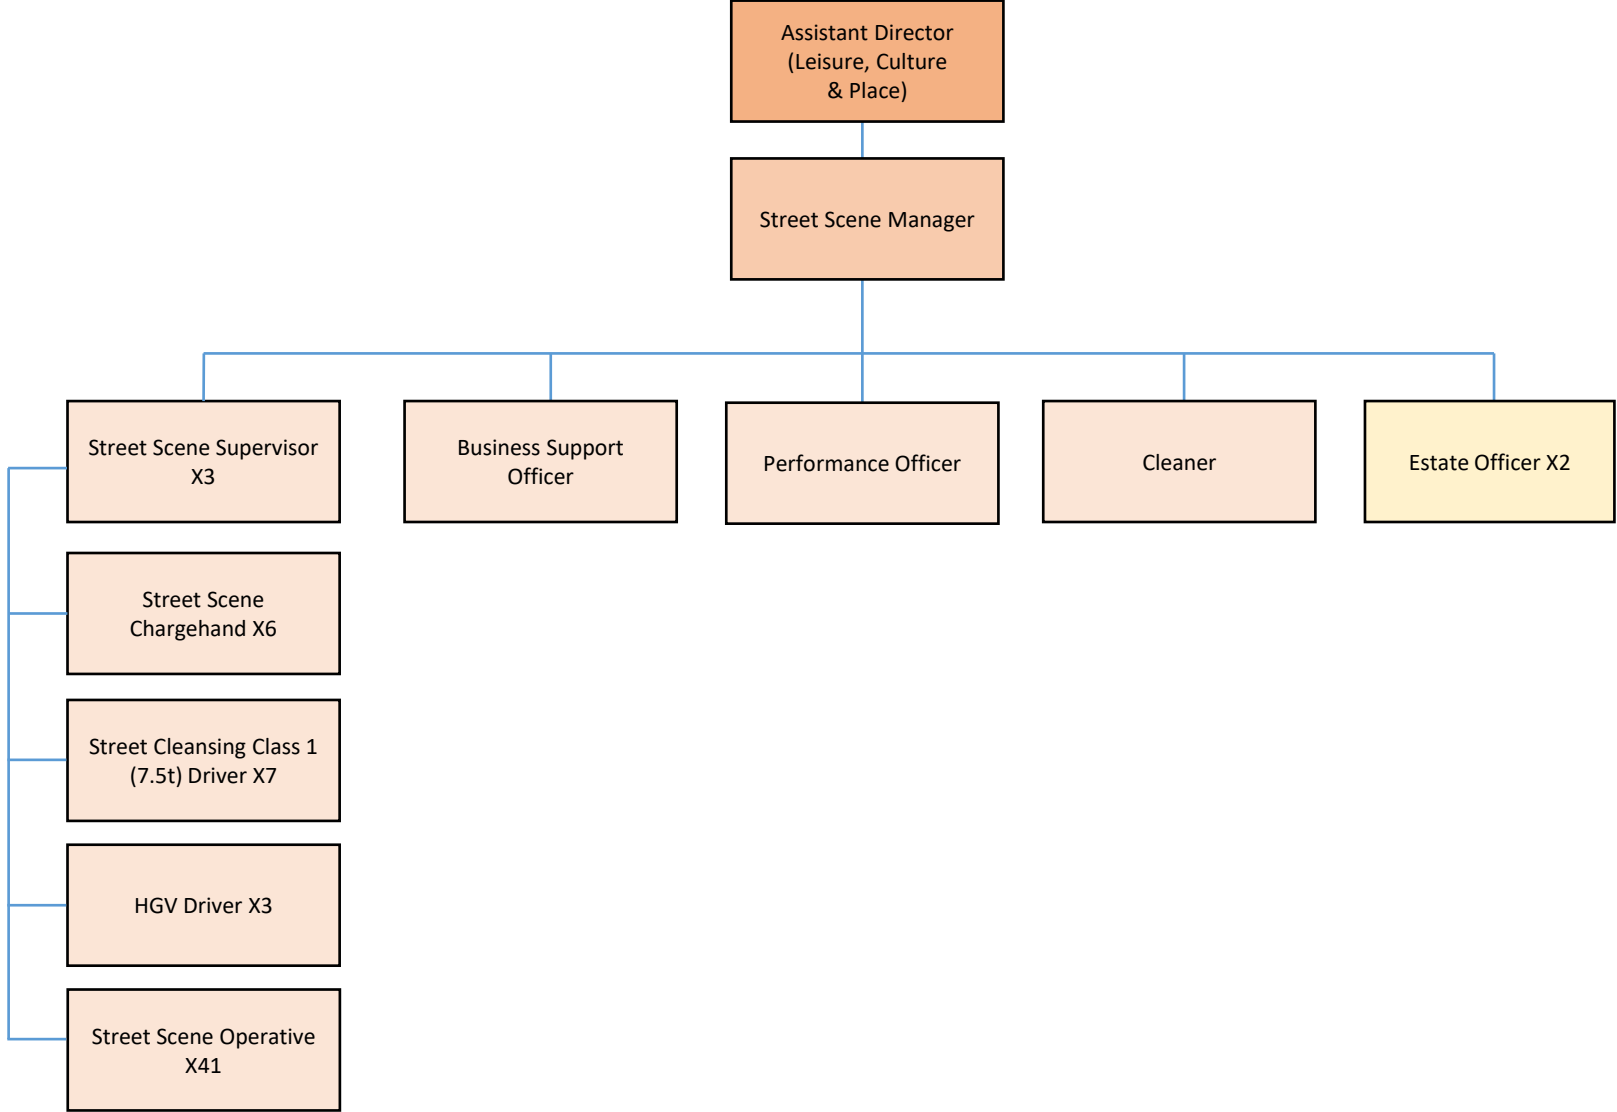 Assistant Director
(Leisure, Culture
& Place)
Street Scene Manager
Street Scene Supervisor
X3
Business Support
Officer
Performance Officer
Cleaner
Estate Officer X2
Street Scene
Chargehand X6
Street Cleansing Class 1
(7.5t) Driver X7
HGV Driver X3
Street Scene Operative
X41